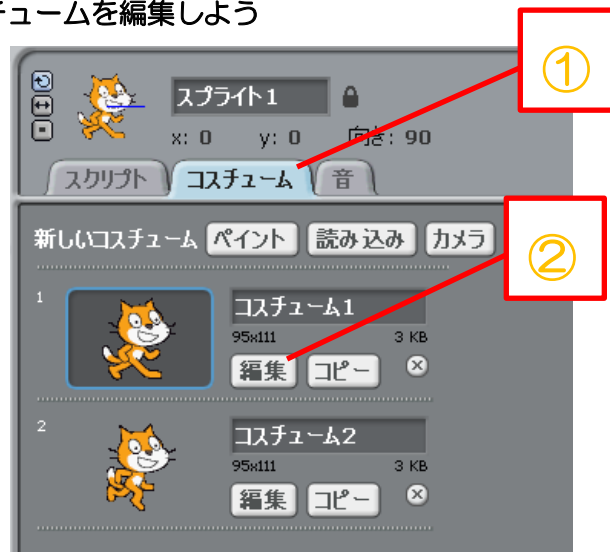 チュームを編集しよう
①
スプライト1
x: 0 y: 0 向き: 90
スクリプト コスチューム 音
新しいコスチューム ペイント 読み込み カメラ
②
1
コスチューム1
95x111 3 KB
編集 コピー
2
コスチューム2
95x111 3 KB
編集 コピー